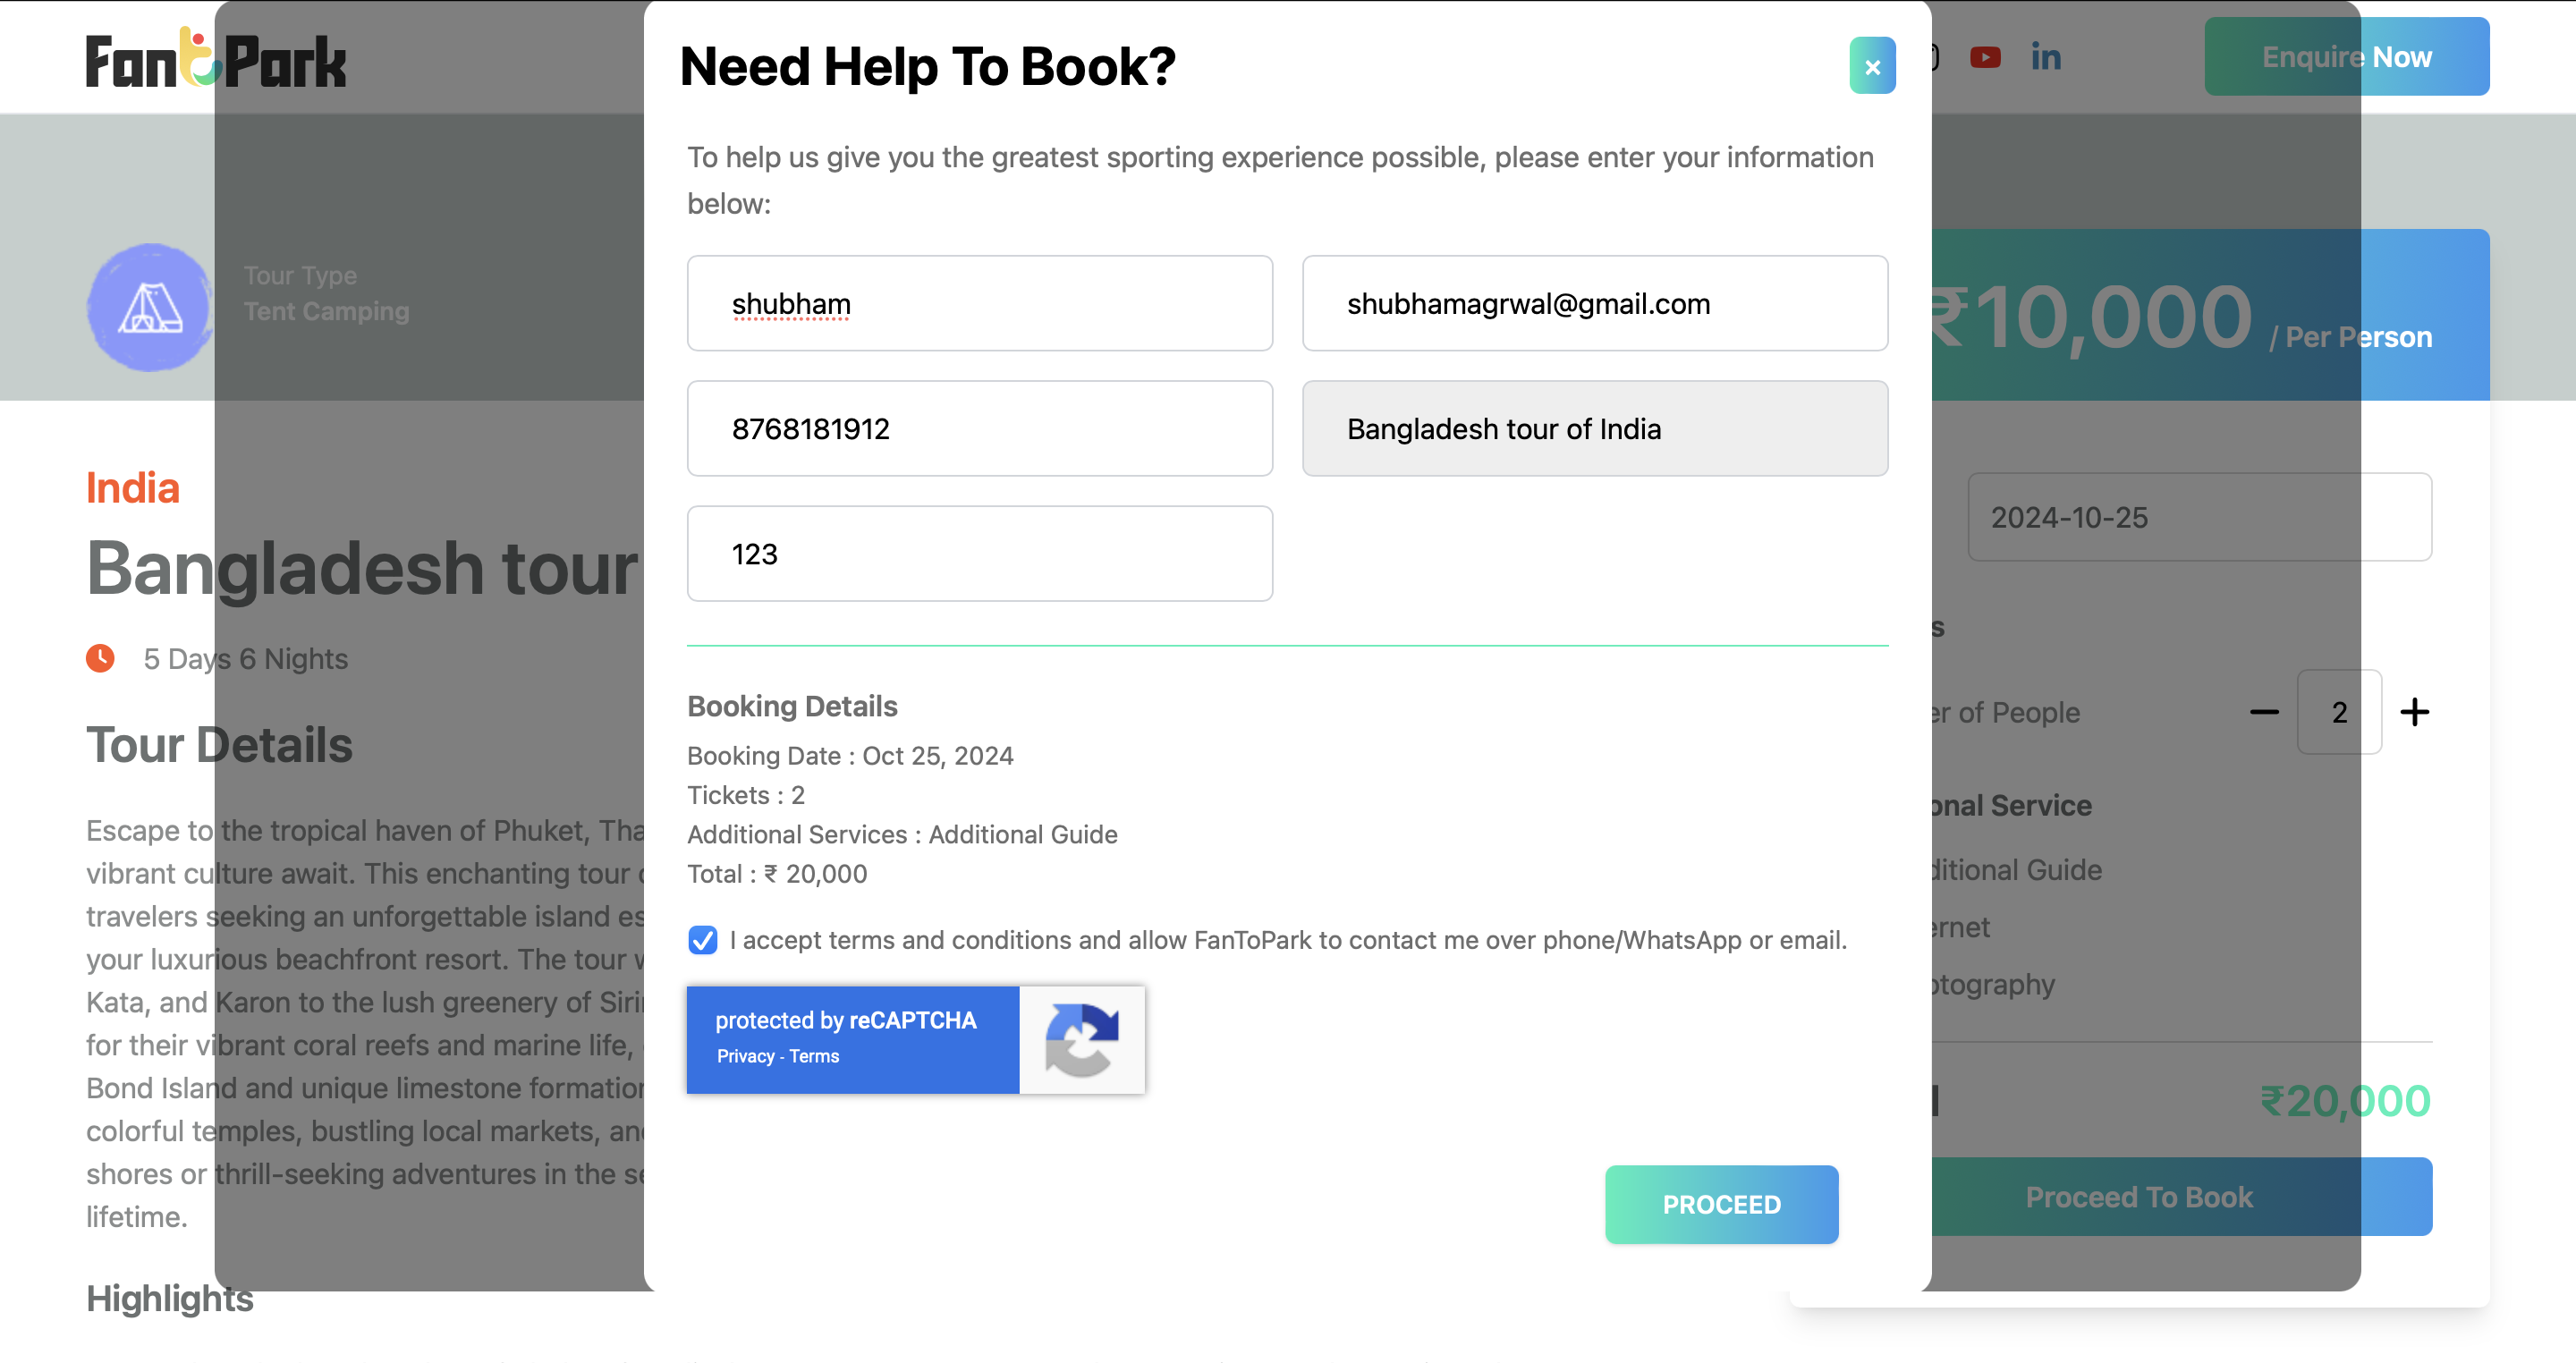 FantPark
Enquire Now
Need Help To Book?
×
To help us give you the greatest sporting experience possible, please enter your information
below:
shubham
shubhamagrwal@gmail.com
8768181912
Bangladesh tour of India
123
Booking Details
Booking Date : Oct 25, 2024
Tickets : 2
Additional Services : Additional Guide
Total : ₹ 20,000
I accept terms and conditions and allow FanToPark to contact me over phone/WhatsApp or email.
protected by reCAPTCHA
Privacy - Terms
PROCEED
Tour Type
Tent Camping
India
Bangladesh tour
5 Days 6 Nights
Tour Details
Escape to the tropical haven of Phuket, Tha
vibrant culture await. This enchanting tour
travelers seeking an unforgettable island es
your luxurious beachfront resort. The tour w
Kata, and Karon to the lush greenery of Siri
for their vibrant coral reefs and marine life,
Bond Island and unique limestone formation
colorful temples, bustling local markets, and
shores or thrill-seeking adventures in the se
lifetime.
Highlights
₹10,000 / Per Person
2024-10-25
s
er of People
2
onal Service
ditional Guide
ernet
otography
l
₹20,000
Proceed To Book